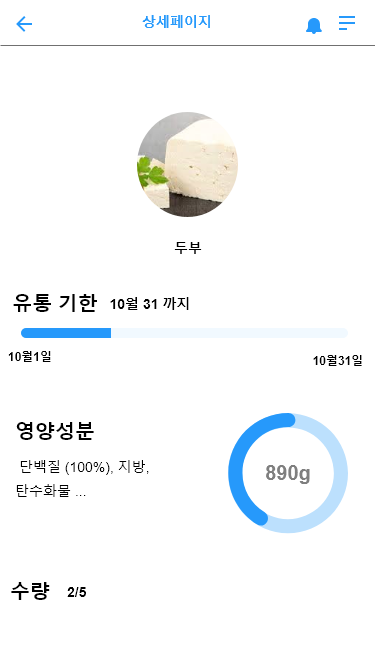 상세페이지
두부
유통 기한 10월 31 까지
10월1일
10월31일
영양성분
단백질 (100%), 지방,
탄수화물 ...
890g
수량 2/5